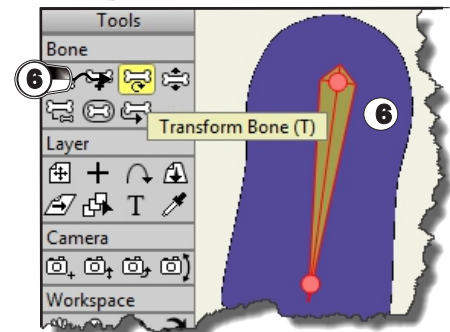 Tools
Bone
6
6
Transform Bone (T)
Layer
T
Camera
Workspace